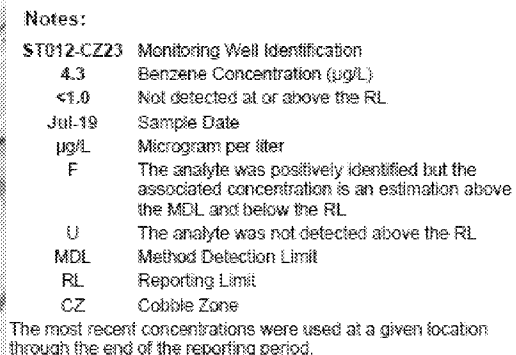 Notes:
ST012-CZ23 Monitoring Well Identification
4.3 Benzene Concentration (µg/L)
<1.0 Not detected at or above the RL
Jul-19 Sample Date
µg/L Microgram per liter
F The analyte was positively identified but the
associated concentration is an estimation above
the MDL and below the RL
U The analyte was not detected above the RL
MDL Method Detection Limit
RL Reporting Limit
CZ Cobble Zone
The most recent concentrations were used at a given location
through the end of the reporting period.